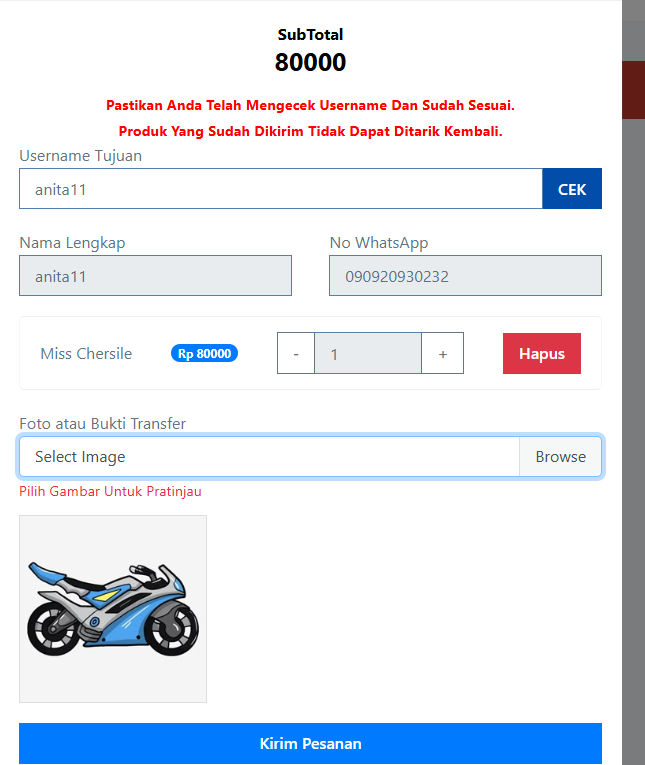 SubTotal
80000
Pastikan Anda Telah Mengecek Username Dan Sudah Sesuai.
Produk Yang Sudah Dikirim Tidak Dapat Ditarik Kembali.
Username Tujuan
anita11 CEK
Nama Lengkap No WhatsApp
anita11 090920930232
Miss Chersile Rp 80000 - 1 + Hapus
Foto atau Bukti Transfer
Select Image Browse
Pilih Gambar Untuk Pratinjau
Kirim Pesanan